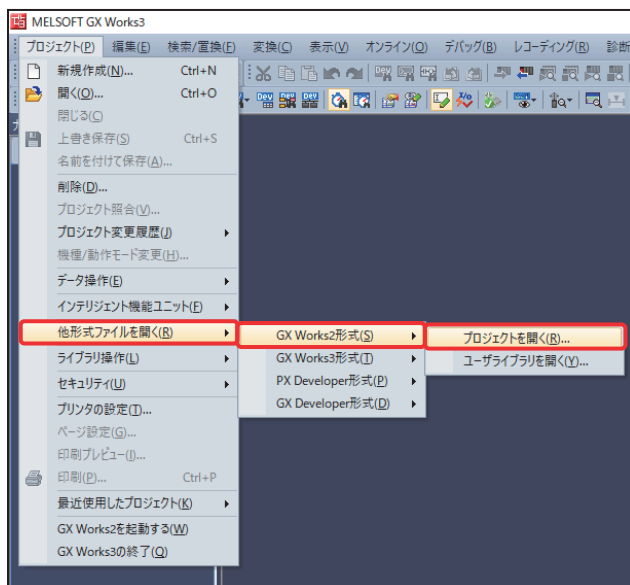 MELSOFT GX Works3
プロジェクト(P) 編集(E) 検索/置換(F) 変換(C) 表示(V) オンライン(O) デバッグ(B) レコーディング(R) 診断
新規作成(N)... Ctrl+N
開く(O)... Ctrl+O
閉じる(C)
上書き保存(S) Ctrl+S
名前を付けて保存(A)...
削除(D)...
プロジェクト照合(V)...
プロジェクト変更履歴(J)
機種/動作モード変更(H)...
データ操作(E)
インテリジェント機能ユニット(F)
他形式ファイルを開く(R)
GX Works2形式(S)
プロジェクトを開く(R)...
ライブラリ操作(L)
GX Works3形式(T)
ユーザライブラリを開く(Y)...
セキュリティ(U)
PX Developer形式(P)
プリンタの設定(T)...
GX Developer形式(D)
ページ設定(G)...
印刷プレビュー(I)...
印刷(P)... Ctrl+P
最近使用したプロジェクト(K)
GX Works2を起動する(W)
GX Works3の終了(Q)